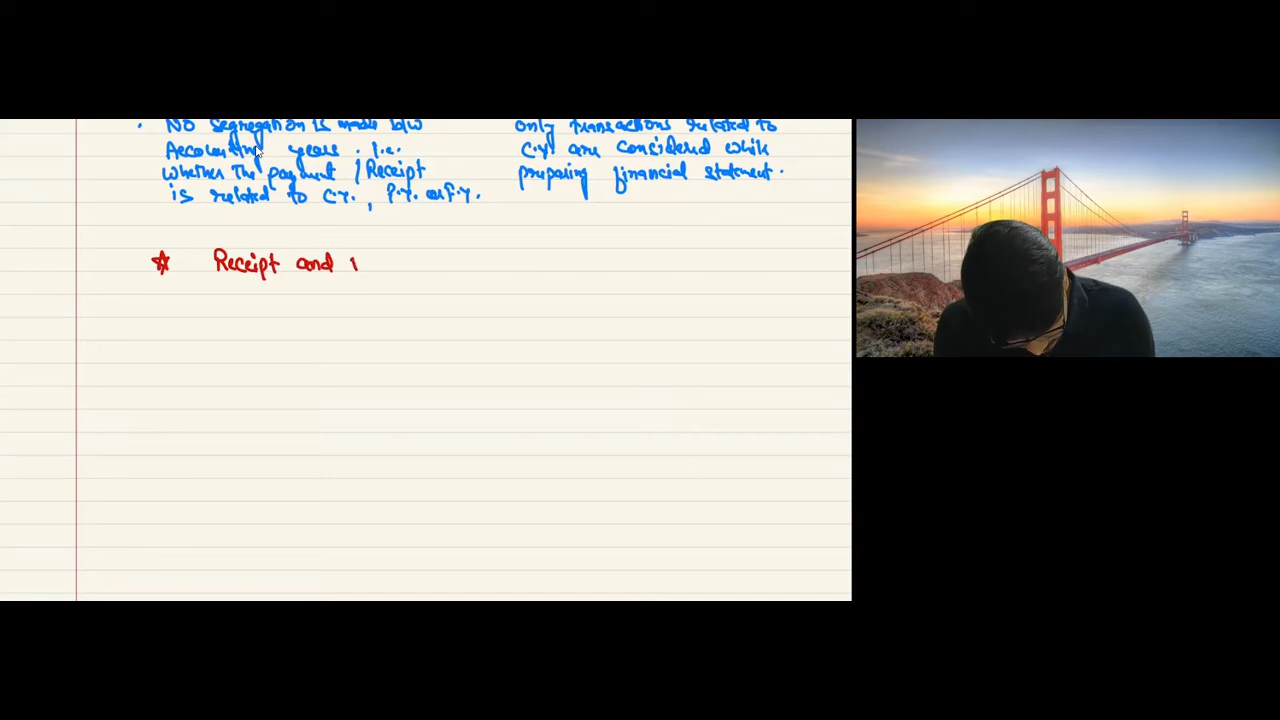 . No segregation is made b/w
Accounting years . I.e.
whether the payment / Receipt
is related to C.Y. , P.Y. or F.Y.
only transactions related to
C.Y. are considered while
preparing financial statement.
☆ Receipt and